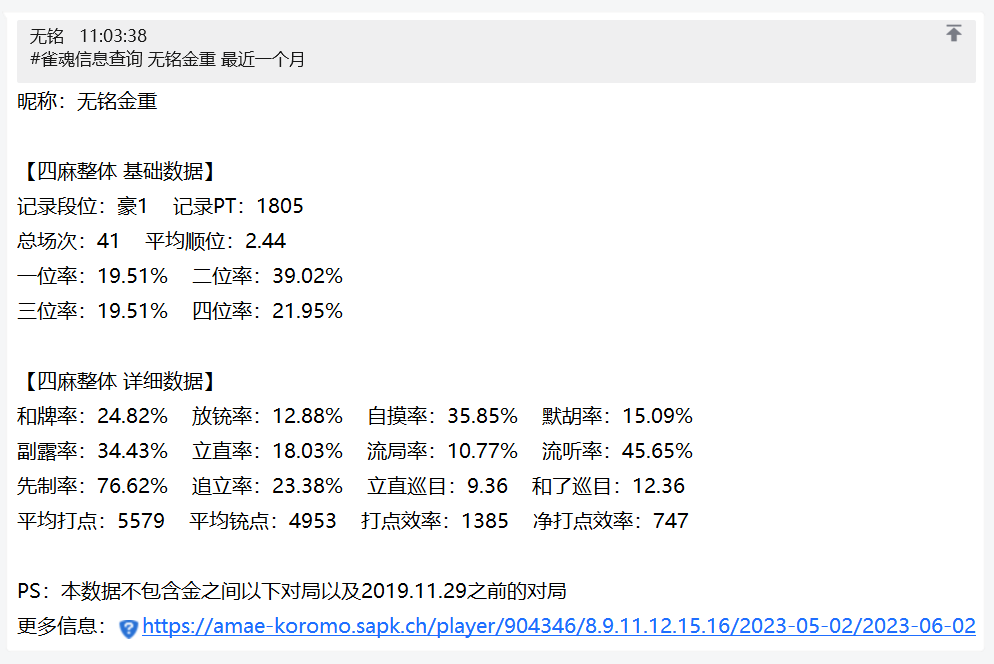 无铭 11:03:38
#雀魂信息查询 无铭金重 最近一个月
昵称：无铭金重
【四麻整体 基础数据】
记录段位：豪1 记录PT：1805
总场次：41 平均顺位：2.44
一位率：19.51% 二位率：39.02%
三位率：19.51% 四位率：21.95%
【四麻整体 详细数据】
和牌率：24.82% 放铳率：12.88% 自摸率：35.85% 默胡率：15.09%
副露率：34.43% 立直率：18.03% 流局率：10.77% 流听率：45.65%
先制率：76.62% 追立率：23.38% 立直巡目：9.36 和了巡目：12.36
平均打点：5579 平均铳点：4953 打点效率：1385 净打点效率：747
PS：本数据不包含金之间以下对局以及2019.11.29之前的对局
更多信息：https://amae-koromo.sapk.ch/player/904346/8.9.11.12.15.16/2023-05-02/2023-06-02